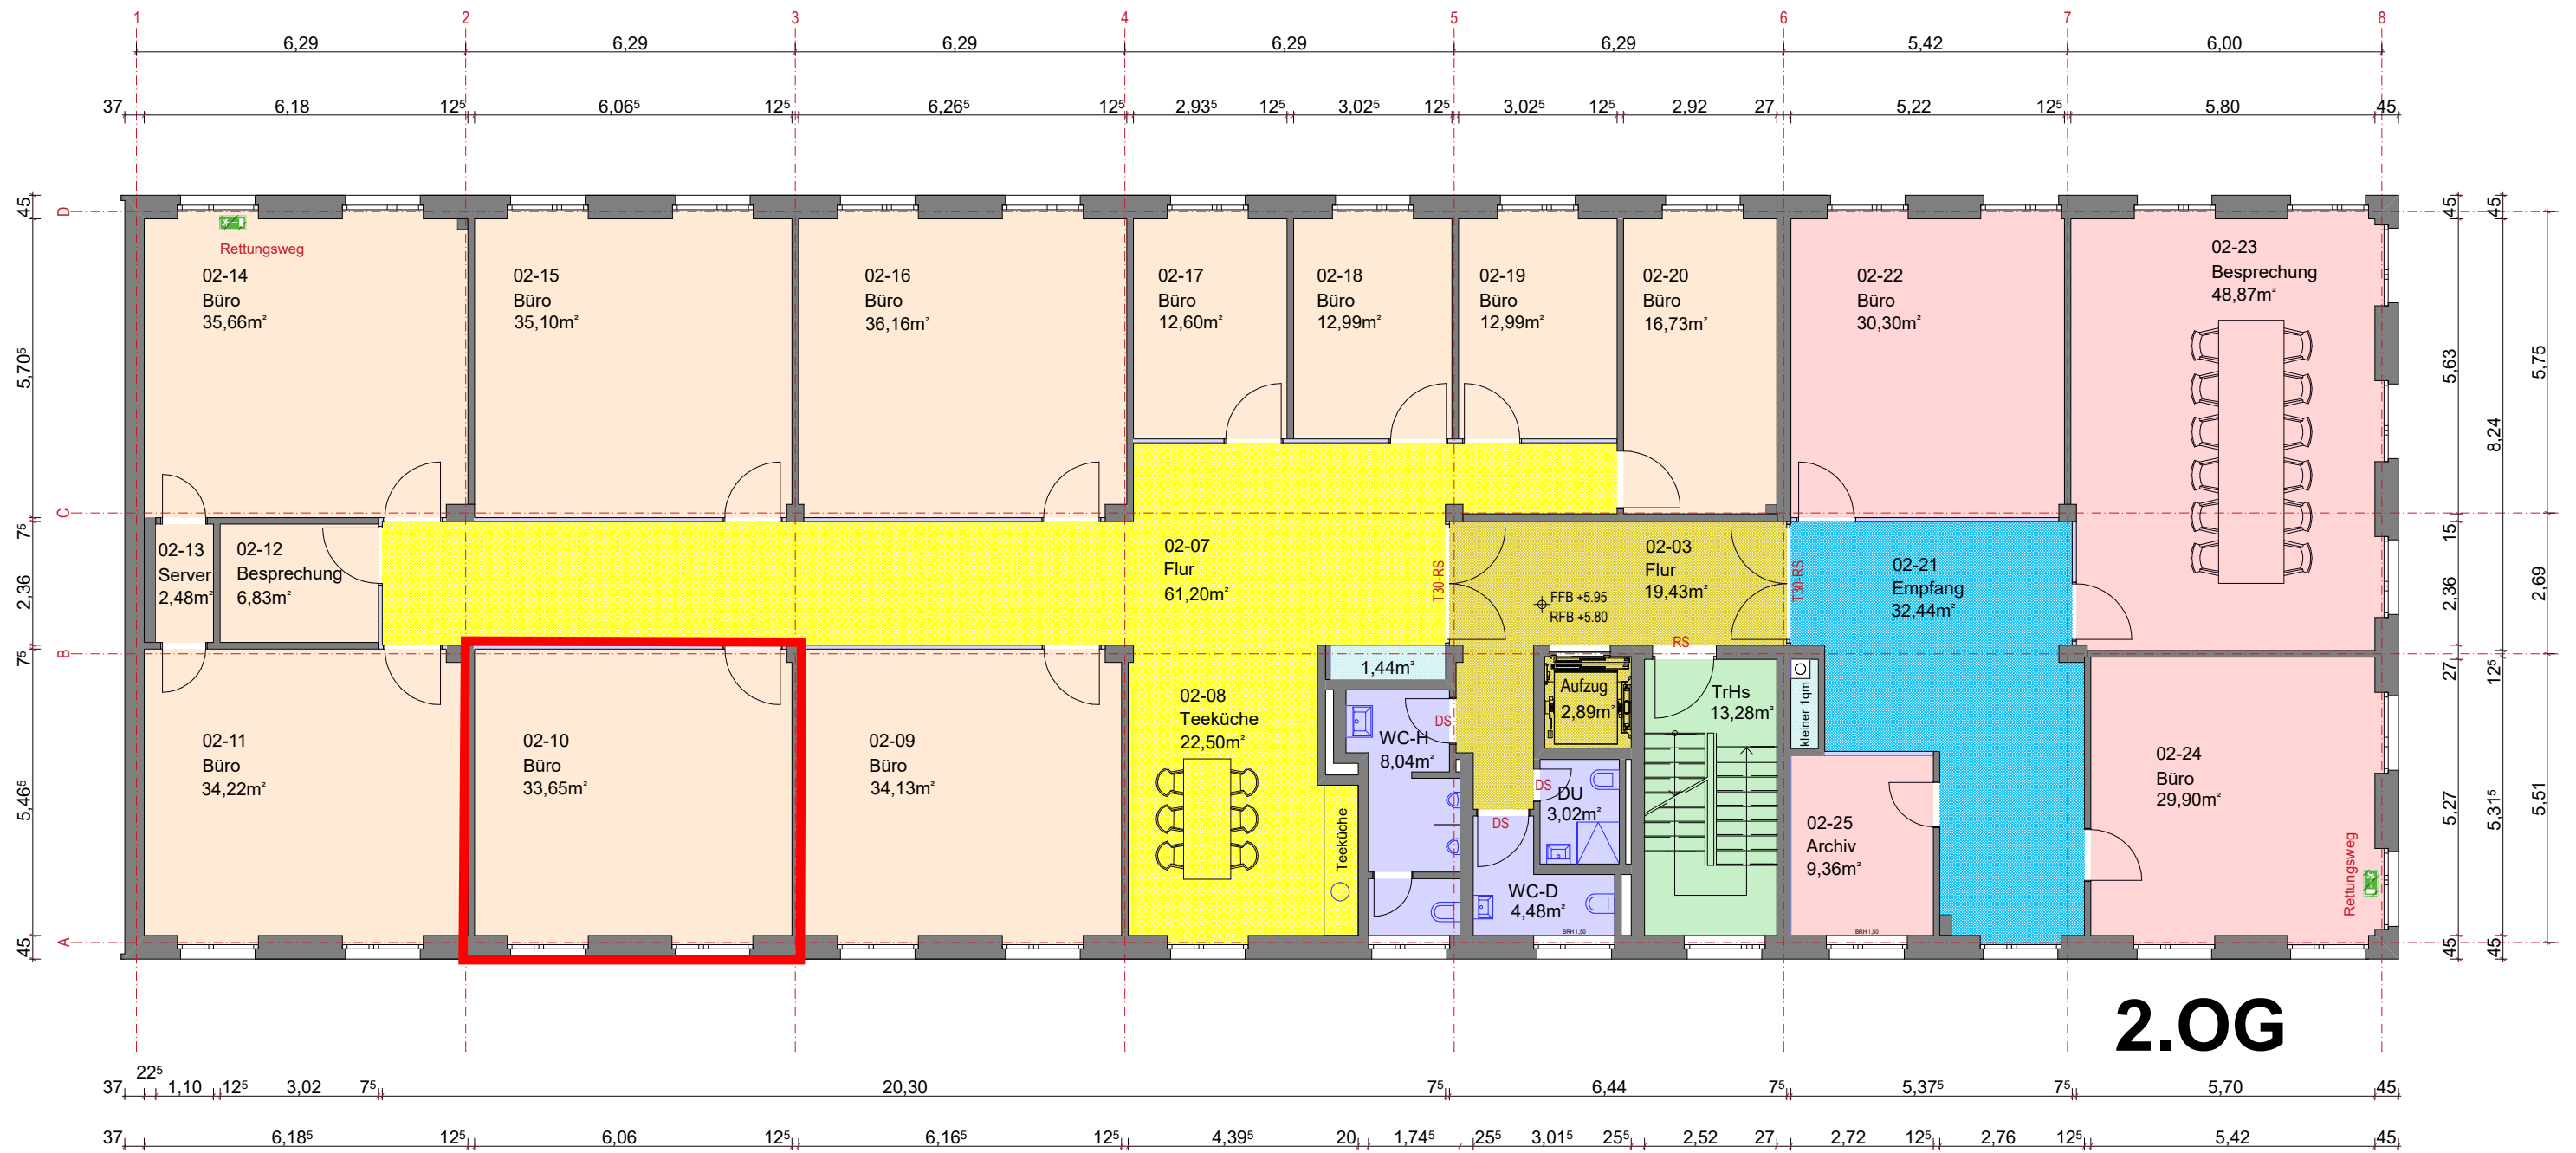 1 2 3 4 5 6 7 8
6,29 6,29 6,29 6,29 6,29 5,42 6,00
37 6,18 12⁵ 6,06⁵ 12⁵ 6,26⁵ 12⁵ 2,93⁵ 12⁵ 3,02⁵ 12⁵ 3,02⁵ 12⁵ 2,92 27 5,22 12⁵ 5,80 45
D
C
B
A
45
5,70⁵
7⁵
2,36
7⁵
5,46⁵
45
Rettungsweg
02-14
Büro
35,66m²
02-15
Büro
35,10m²
02-16
Büro
36,16m²
02-17
Büro
12,60m²
02-18
Büro
12,99m²
02-19
Büro
12,99m²
02-20
Büro
16,73m²
02-22
Büro
30,30m²
02-23
Besprechung
48,87m²
02-13
Server
2,48m²
02-12
Besprechung
6,83m²
02-07
Flur
61,20m²
T30-RS
FFB +5.95
RFB +5.80
02-03
Flur
19,43m²
RS
T30-RS
02-21
Empfang
32,44m²
02-11
Büro
34,22m²
02-10
Büro
33,65m²
02-09
Büro
34,13m²
02-08
Teeküche
22,50m²
Teeküche
1,44m²
WC-H
8,04m²
DS
Aufzug
2,89m²
DS
DU
3,02m²
DS
WC-D
4,48m²
BRH 1,50
TrHs
13,28m²
kleiner 1qm
02-25
Archiv
9,36m²
BRH 1,50
02-24
Büro
29,90m²
Rettungsweg
45
5,63
15
2,36
27
5,27
45
45
8,24
12⁵
5,31⁵
45
5,75
2,69
5,51
2.OG
22⁵
37 1,10 12⁵ 3,02 7⁵ 20,30 7⁵ 6,44 7⁵ 5,37⁵ 7⁵ 5,70 45
37 6,18⁵ 12⁵ 6,06 12⁵ 6,16⁵ 12⁵ 4,39⁵ 20 1,74⁵ 25⁵ 3,01⁵ 25⁵ 2,52 27 2,72 12⁵ 2,76 12⁵ 5,42 45